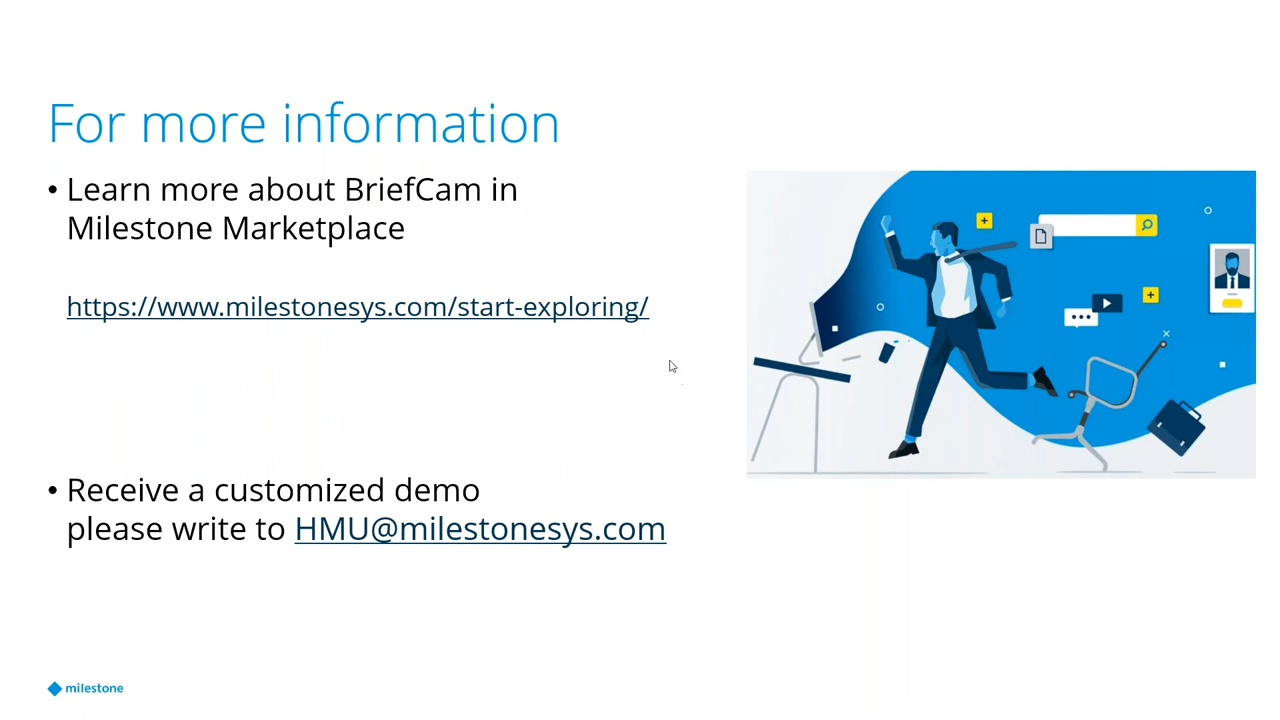 For more information
• Learn more about BriefCam in
Milestone Marketplace
https://www.milestonesys.com/start-exploring/
• Receive a customized demo
please write to HMU@milestonesys.com
milestone